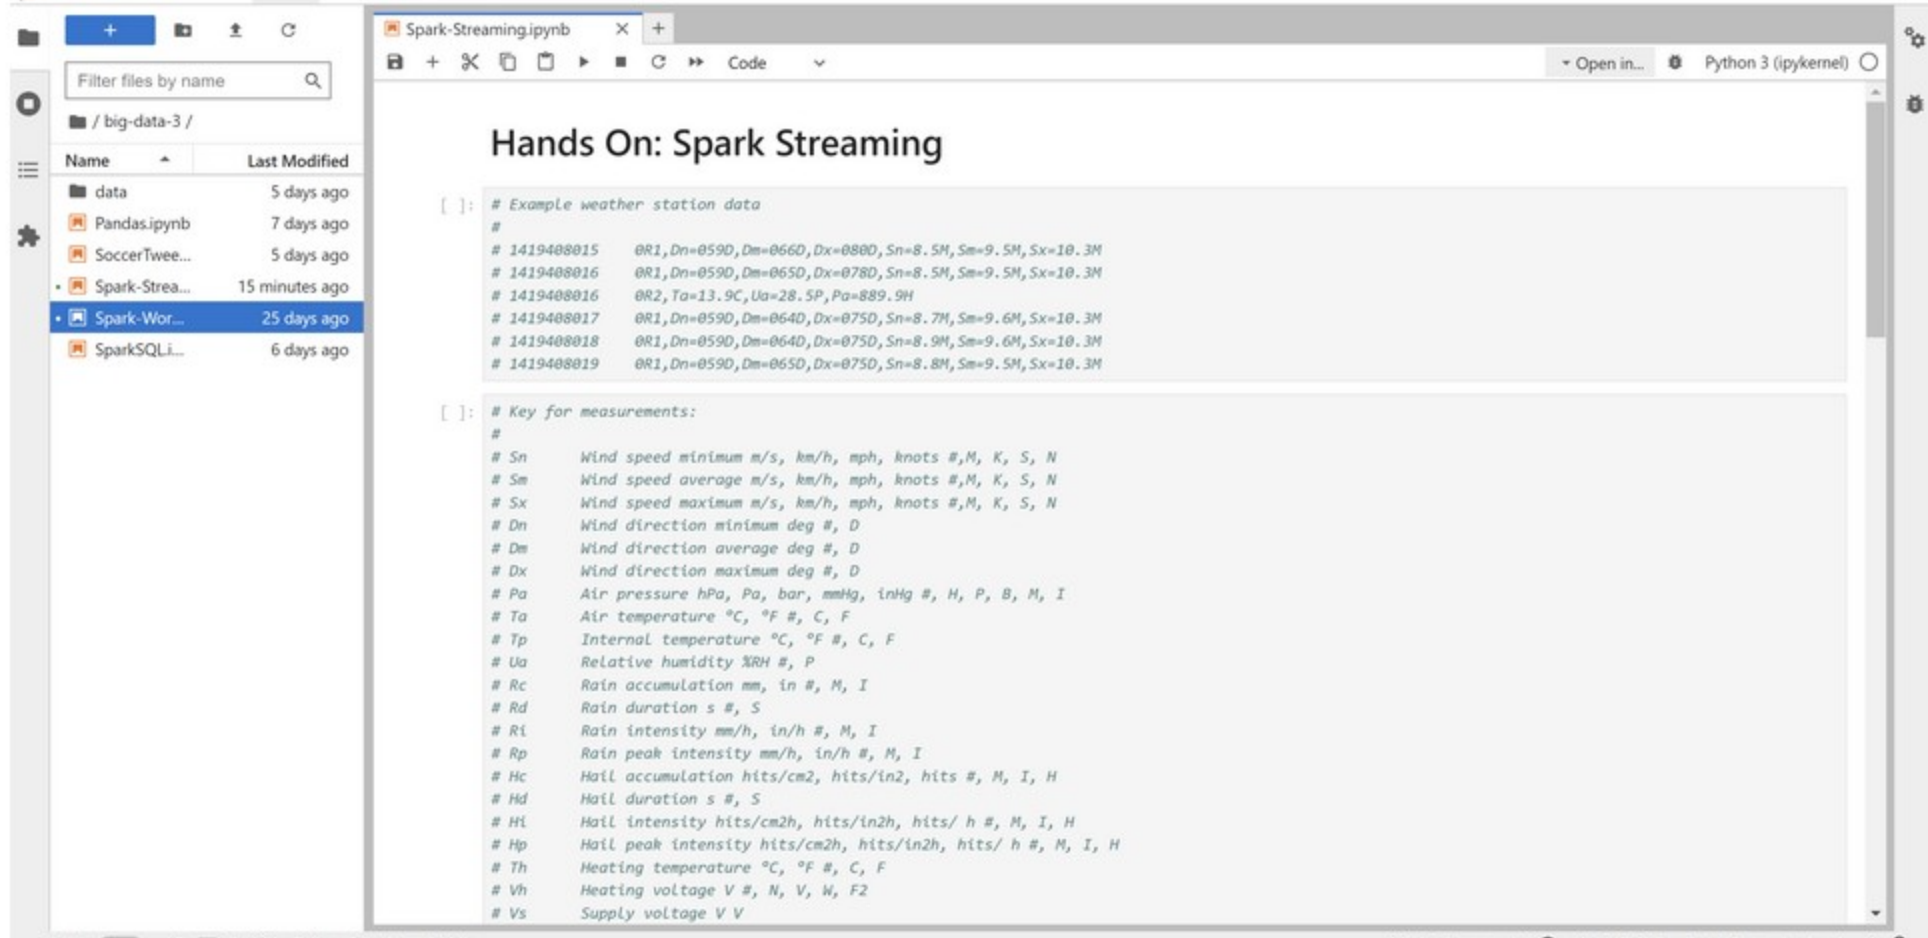 Filter files by name
/ big-data-3 /
Name Last Modified
data 5 days ago
Pandas.ipynb 7 days ago
SoccerTwee... 5 days ago
Spark-Strea... 15 minutes ago
Spark-Wor... 25 days ago
SparkSQL.i... 6 days ago
Spark-Streaming.ipynb
Code
Open in...
Python 3 (ipykernel)
Hands On: Spark Streaming
[ ]: # Example weather station data
#
# 1419408015 0R1,Dn=059D,Dm=066D,Dx=080D,Sn=8.5M,Sm=9.5M,Sx=10.3M
# 1419408016 0R1,Dn=059D,Dm=065D,Dx=078D,Sn=8.5M,Sm=9.5M,Sx=10.3M
# 1419408016 0R2,Ta=13.9C,Ua=28.5P,Pa=889.9H
# 1419408017 0R1,Dn=059D,Dm=064D,Dx=075D,Sn=8.7M,Sm=9.6M,Sx=10.3M
# 1419408018 0R1,Dn=059D,Dm=064D,Dx=075D,Sn=8.9M,Sm=9.6M,Sx=10.3M
# 1419408019 0R1,Dn=059D,Dm=065D,Dx=075D,Sn=8.8M,Sm=9.5M,Sx=10.3M
[ ]: # Key for measurements:
#
# Sn Wind speed minimum m/s, km/h, mph, knots #,M, K, S, N
# Sm Wind speed average m/s, km/h, mph, knots #,M, K, S, N
# Sx Wind speed maximum m/s, km/h, mph, knots #,M, K, S, N
# Dn Wind direction minimum deg #, D
# Dm Wind direction average deg #, D
# Dx Wind direction maximum deg #, D
# Pa Air pressure hPa, Pa, bar, mmHg, inHg #, H, P, B, M, I
# Ta Air temperature °C, °F #, C, F
# Tp Internal temperature °C, °F #, C, F
# Ua Relative humidity %RH #, P
# Rc Rain accumulation mm, in #, M, I
# Rd Rain duration s #, S
# Ri Rain intensity mm/h, in/h #, M, I
# Rp Rain peak intensity mm/h, in/h #, M, I
# Hc Hail accumulation hits/cm2, hits/in2, hits #, M, I, H
# Hd Hail duration s #, S
# Hi Hail intensity hits/cm2h, hits/in2h, hits/ h #, M, I, H
# Hp Hail peak intensity hits/cm2h, hits/in2h, hits/ h #, M, I, H
# Th Heating temperature °C, °F #, C, F
# Vh Heating voltage V #, N, V, W, F2
# Vs Supply voltage V V